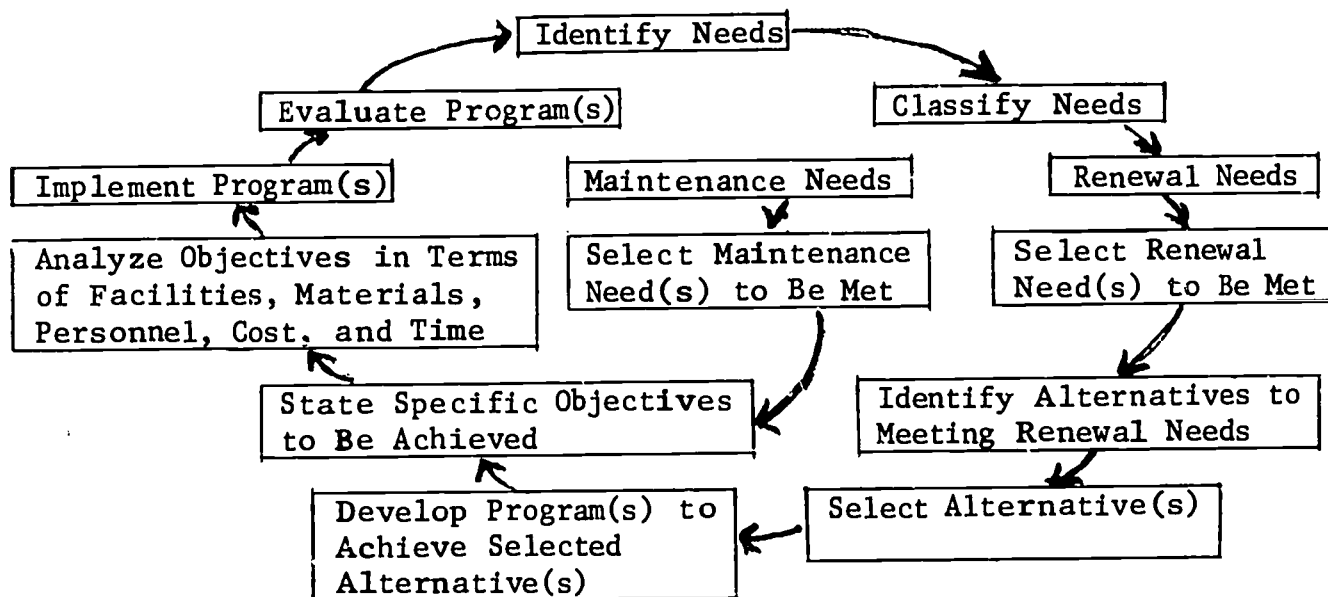 Identify Needs
Evaluate Program(s)
Classify Needs
Implement Program(s)
Maintenance Needs
Renewal Needs
Analyze Objectives in Terms
of Facilities, Materials,
Personnel, Cost, and Time
Select Maintenance
Need(s) to Be Met
Select Renewal
Need(s) to Be Met
State Specific Objectives
to Be Achieved
Identify Alternatives to
Meeting Renewal Needs
Develop Program(s) to
Achieve Selected
Alternative(s)
Select Alternative(s)